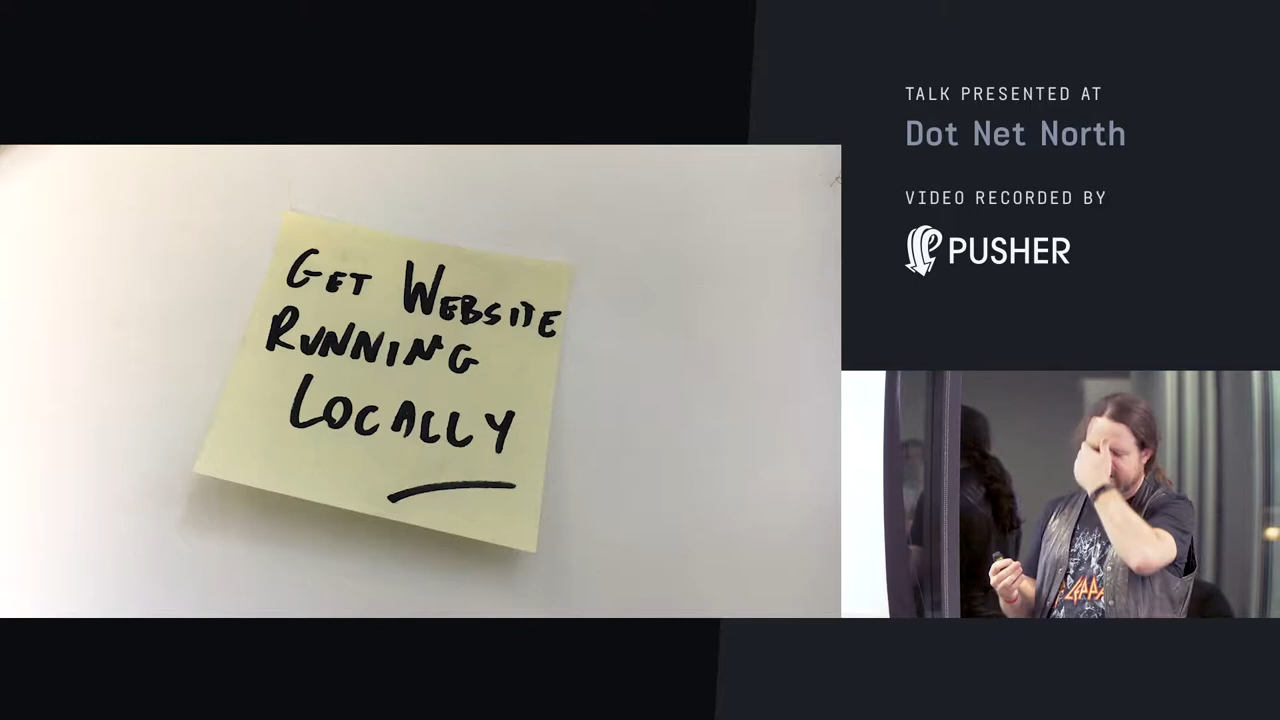 GET WEBSITE
RUNNING
LOCALLY
TALK PRESENTED AT
Dot Net North
VIDEO RECORDED BY
PUSHER